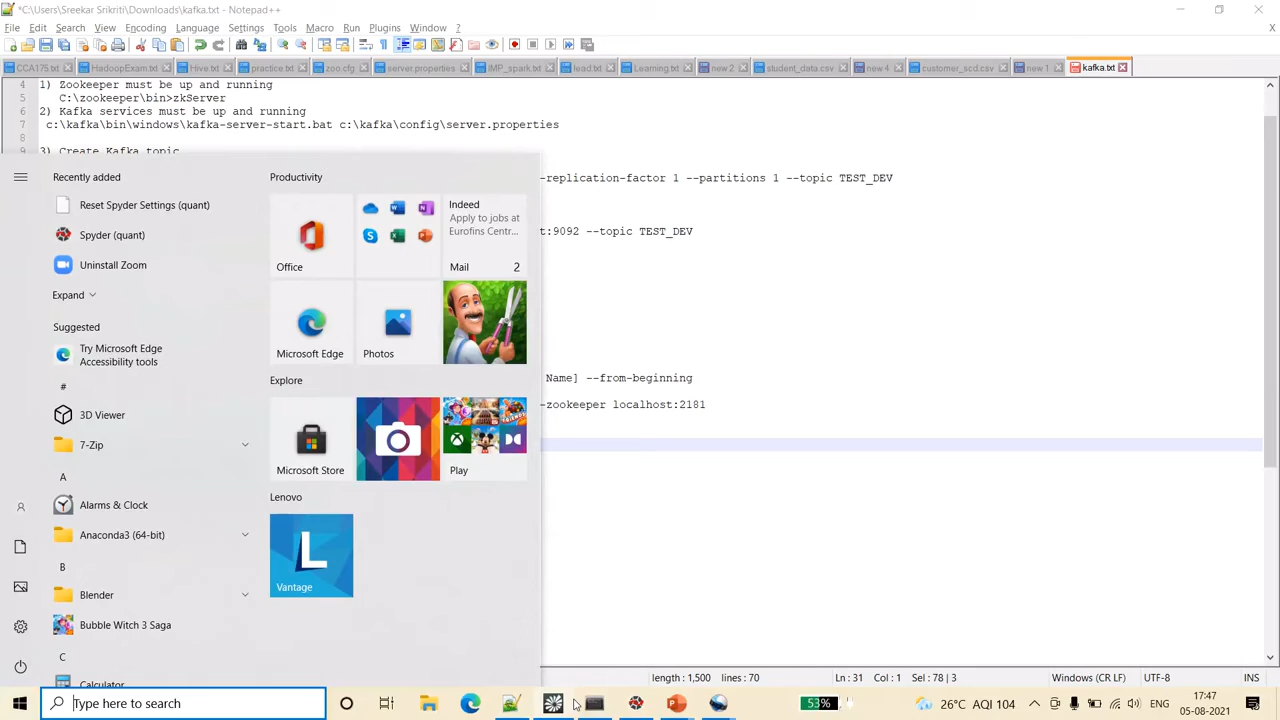 *C:\Users\Sreekar Srikriti\Downloads\kafka.txt - Notepad++
File Edit Search View Encoding Language Settings Tools Macro Run Plugins Window ?
X
CCA175.txt HadoopExam.txt Hive.txt practice.txt zoo.cfg server.properties IMP_spark.txt lead.txt Learning.txt new 2 student_data.csv new 4 customer_scd.csv new 1 kafka.txt
4 1) Zookeeper must be up and running
5 C:\zookeeper\bin>zkServer
6 2) Kafka services must be up and running
7 c:\kafka\bin\windows\kafka-server-start.bat c:\kafka\config\server.properties
8
9 3) Create Kafka topic
-replication-factor 1 --partitions 1 --topic TEST_DEV
t:9092 --topic TEST_DEV
Name] --from-beginning
-zookeeper localhost:2181
Recently added
Reset Spyder Settings (quant)
Spyder (quant)
Uninstall Zoom
Expand
Suggested
Try Microsoft Edge
Accessibility tools
#
3D Viewer
7-Zip
A
Alarms & Clock
Anaconda3 (64-bit)
B
Blender
Bubble Witch 3 Saga
C
Calculator
Productivity
Office
Indeed
Apply to jobs at
Eurofins Centr...
Mail 2
Microsoft Edge
Photos
Explore
Microsoft Store
Play
Lenovo
L
Vantage
length : 1,500 lines : 70 Ln : 31 Col : 1 Sel : 78 | 3 Windows (CR LF) UTF-8 INS
Type here to search
53%
26°C AQI 104
ENG
17:47
05-08-2021